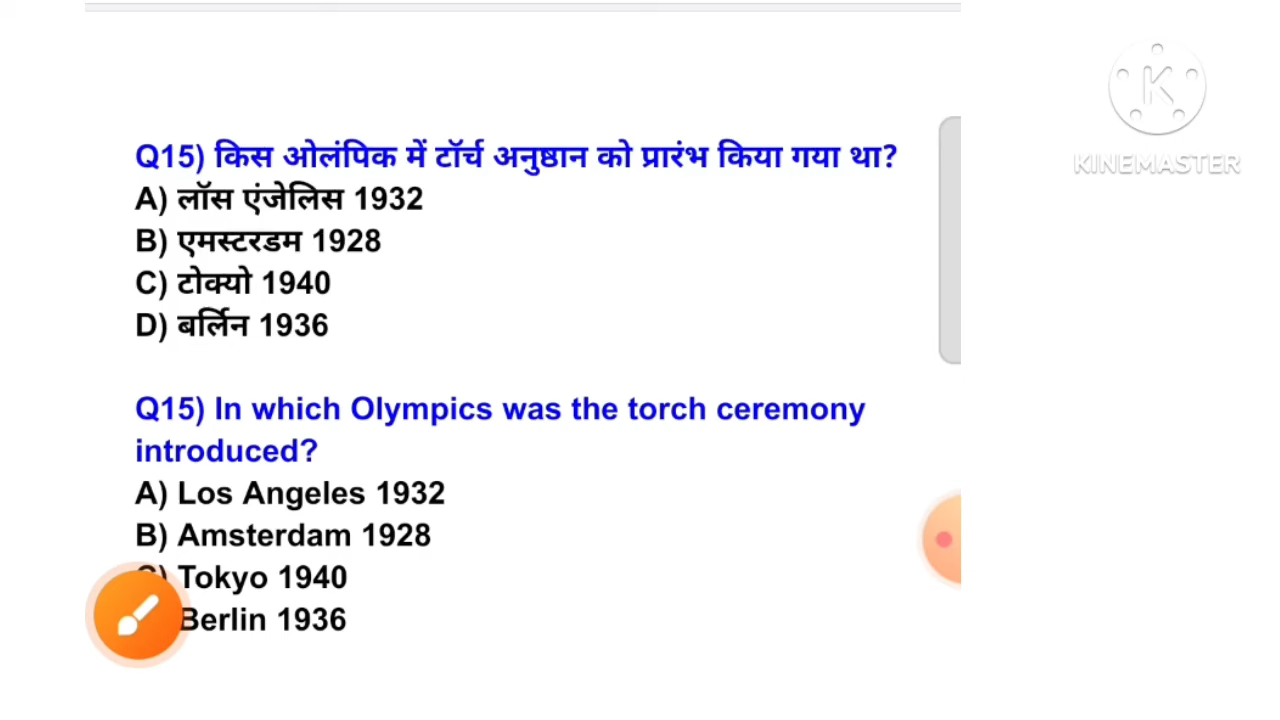 Q15) किस ओलंपिक में टॉर्च अनुष्ठान को प्रारंभ किया गया था?
A) लॉस एंजेलिस 1932
B) एमस्टरडम 1928
C) टोक्यो 1940
D) बर्लिन 1936
Q15) In which Olympics was the torch ceremony
introduced?
A) Los Angeles 1932
B) Amsterdam 1928
Tokyo 1940
Berlin 1936
K
KINEMASTER